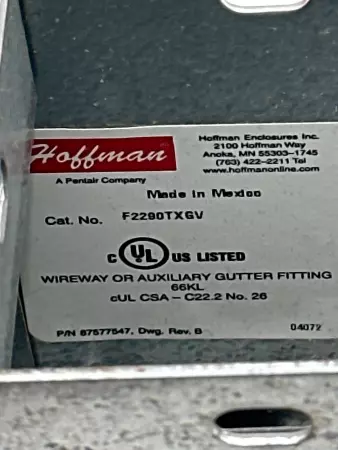 Hoffman
A Pentair Company
Hoffman Enclosures Inc.
2100 Hoffman Way
Anoka, MN 55303-1745
(763) 422-2211 Tel
www.hoffmanonline.com
Made in Mexico
Cat. No. F2290TXGV
c UL US LISTED
WIREWAY OR AUXILIARY GUTTER FITTING
66KL
cUL CSA - C22.2 No. 26
P/N 87577547, Dwg. Rev. B 04072